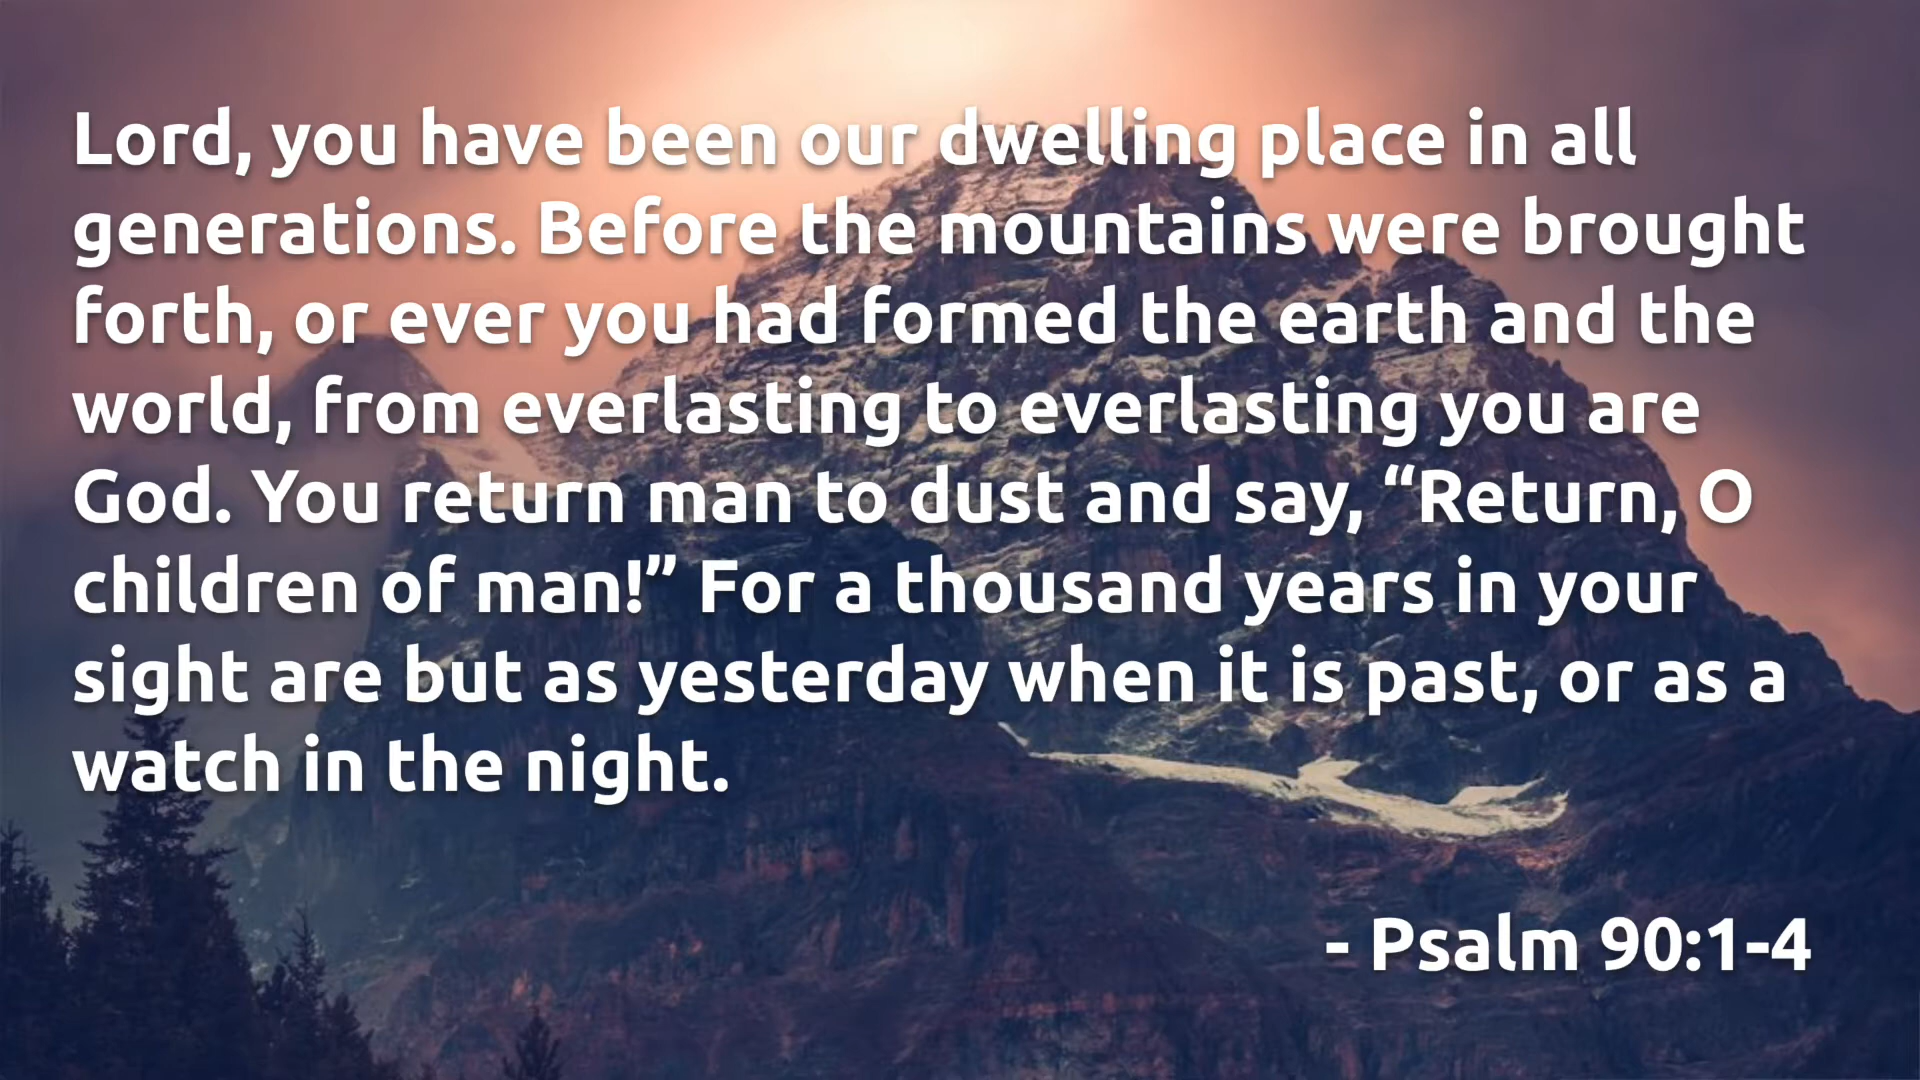 Lord, you have been our dwelling place in all
generations. Before the mountains were brought
forth, or ever you had formed the earth and the
world, from everlasting to everlasting you are
God. You return man to dust and say, “Return, O
children of man!” For a thousand years in your
sight are but as yesterday when it is past, or as a
watch in the night.
- Psalm 90:1-4